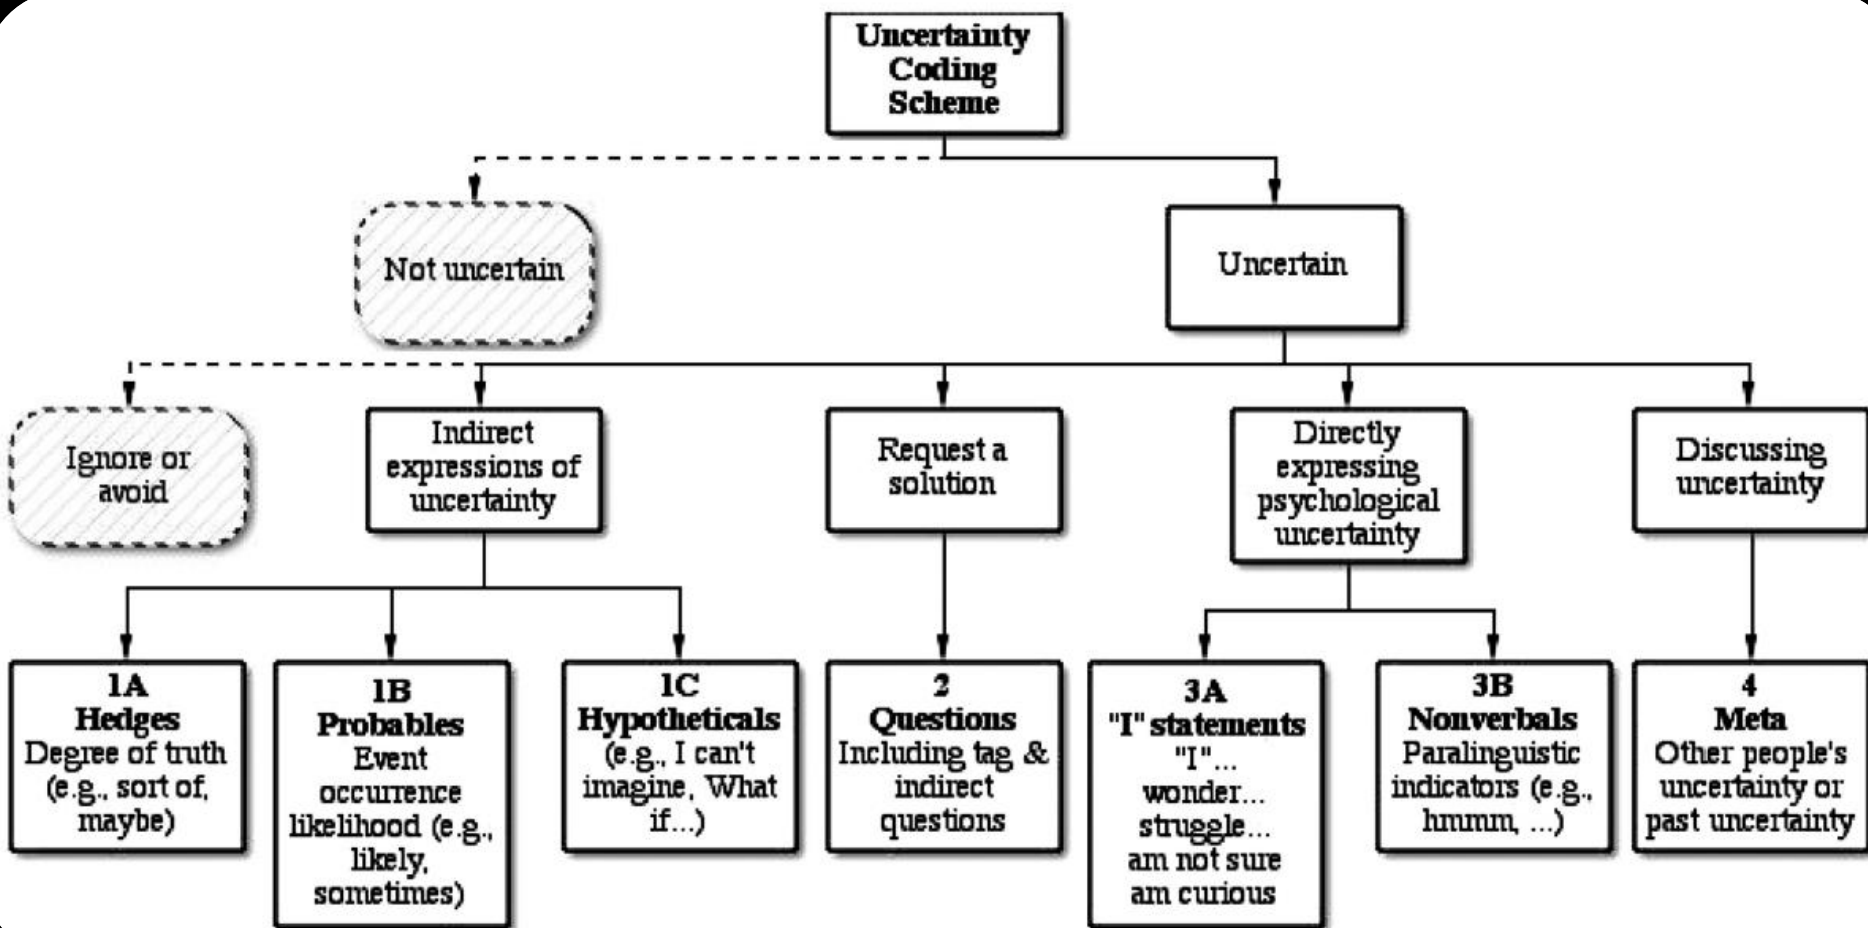 Uncertainty
Coding
Scheme
Not uncertain
Uncertain
Ignore or
avoid
Indirect
expressions of
uncertainty
Request a
solution
Directly
expressing
psychological
uncertainty
Discussing
uncertainty
1A
Hedges
Degree of truth
(e.g., sort of,
maybe)
1B
Probables
Event
occurrence
likelihood (e.g.,
likely,
sometimes)
1C
Hypotheticals
(e.g., I can't
imagine, What
if...)
2
Questions
Including tag &
indirect
questions
3A
"I" statements
"I"...
wonder...
struggle...
am not sure
am curious
3B
Nonverbals
Paralinguistic
indicators (e.g.,
hmmm, ...)
4
Meta
Other people's
uncertainty or
past uncertainty